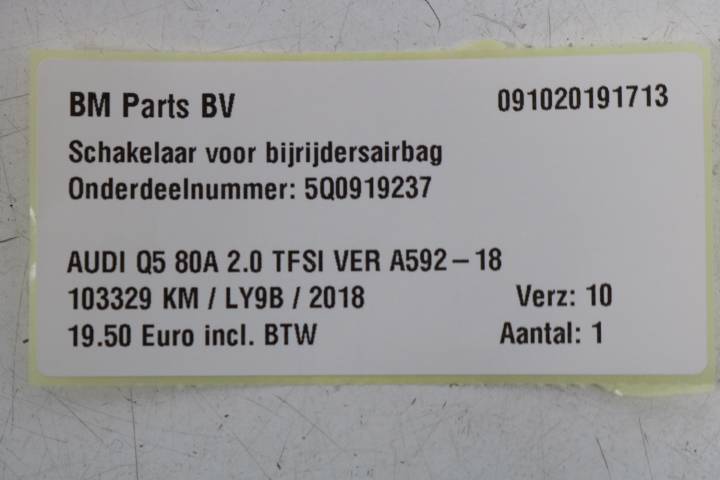 BM Parts BV 091020191713
Schakelaar voor bijrijdersairbag
Onderdeelnummer: 5Q0919237
AUDI Q5 80A 2.0 TFSI VER A592-18
103329 KM / LY9B / 2018 Verz: 10
19.50 Euro incl. BTW Aantal: 1